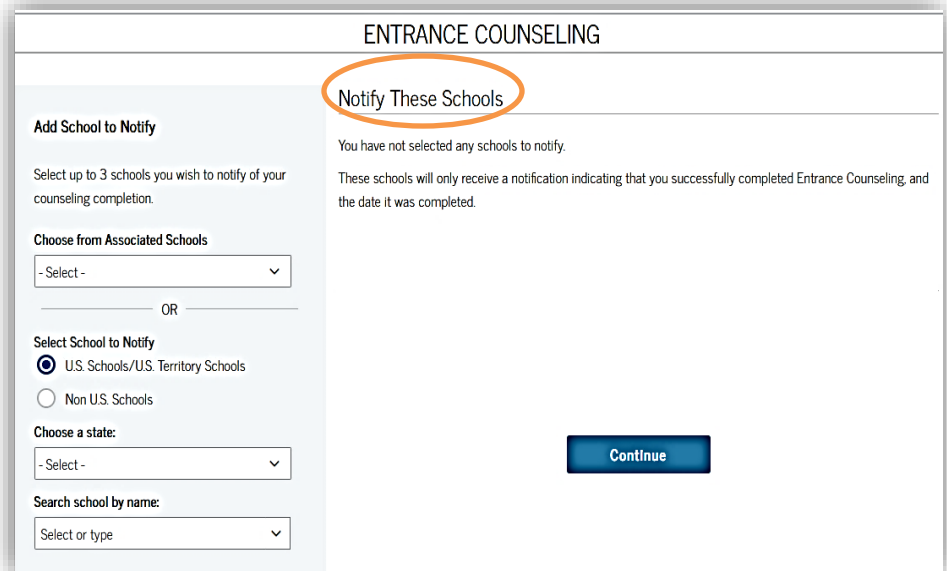 ENTRANCE COUNSELING
Add School to Notify
Select up to 3 schools you wish to notify of your
counseling completion.
Choose from Associated Schools
- Select -
OR
Select School to Notify
U.S. Schools/U.S. Territory Schools
Non U.S. Schools
Choose a state:
- Select -
Search school by name:
Select or type
Notify These Schools
You have not selected any schools to notify.
These schools will only receive a notification indicating that you successfully completed Entrance Counseling, and
the date it was completed.
Continue